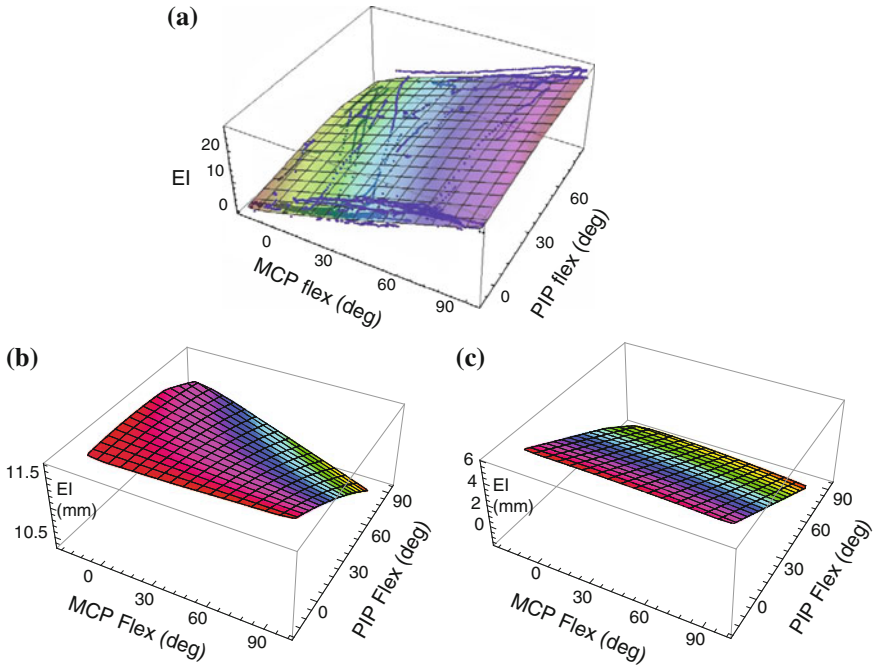 (a)
20
10
0
EI
0
30
60
90
MCP flex (deg)
0
30
60
PIP flex (deg)
(b)
11.5
EI
(mm)
10.5
0
30
60
90
MCP Flex (deg)
0
30
60
90
PIP Flex (deg)
(c)
6
4
2
0
EI
(mm)
0
30
60
90
MCP Flex (deg)
0
30
60
90
PIP Flex (deg)